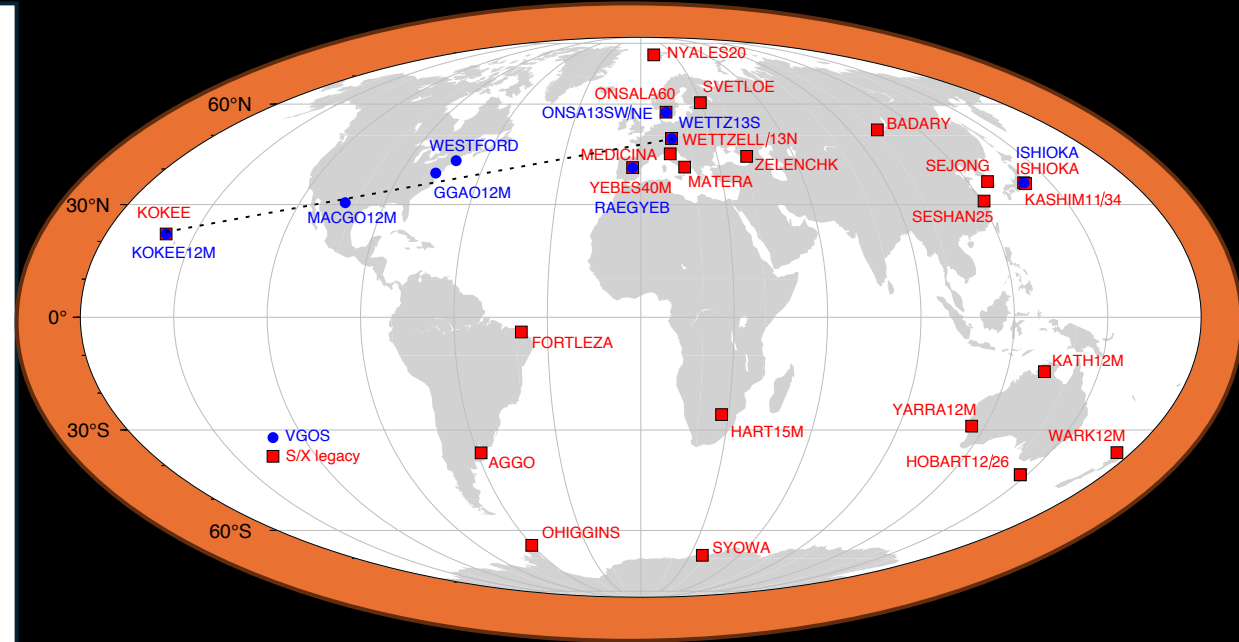 NYALES20
ONSALA60
SVETLOE
60°N
ONSA13SW/NE
WETTZ13S
BADARY
WESTFORD
WETTZELL/13N
ISHIOKA
MEDICINA
ZELENCHK
SEJONG
ISHIOKA
GGAO12M
YEBES40M
MATERA
KASHIM11/34
30°N
KOKEE
MACGO12M
RAEGYEB
SESHAN25
KOKEE12M
0°
FORTLEZA
KATH12M
YARRA12M
30°S
VGOS
HART15M
WARK12M
S/X legacy
AGGO
HOBART12/26
60°S
OHIGGINS
SYOWA